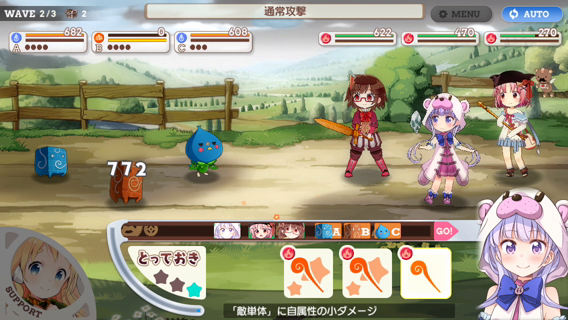 WAVE 2/3 2
通常攻撃
MENU
AUTO
682
A
0
B
608
C
622
470
270
772
A B C GO!
とっておき
SUPPORT
「敵単体」に自属性の小ダメージ